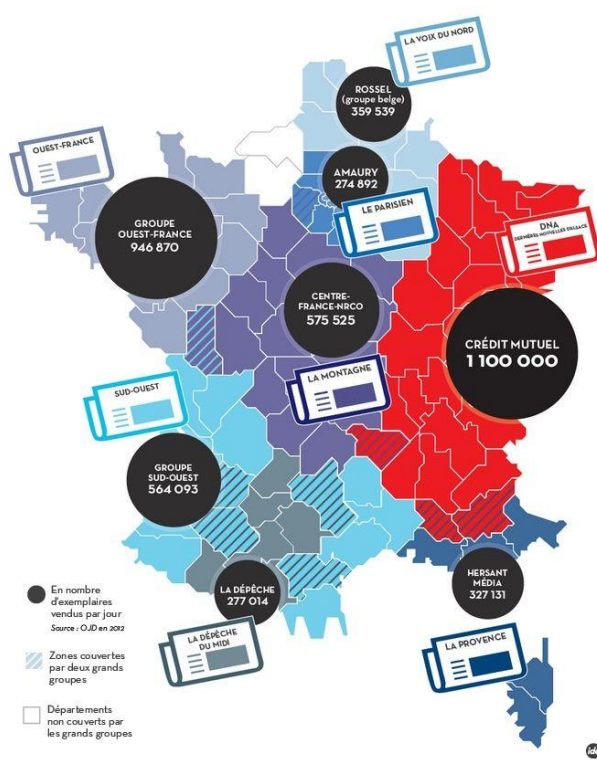 LA VOIX DU NORD
ROSSEL
(groupe belge)
359 539
OUEST-FRANCE
AMAURY
274 892
LE PARISIEN
GROUPE
OUEST-FRANCE
946 870
DNA
DERNIÈRES NOUVELLES D'ALSACE
CENTRE-
FRANCE-NRCO
575 525
CRÉDIT MUTUEL
1 100 000
LA MONTAGNE
SUD-OUEST
GROUPE
SUD-OUEST
564 093
LA DÉPÊCHE
277 014
HERSANT
MÉDIA
327 131
LA DÉPÊCHE
DU MIDI
LA PROVENCE
En nombre
d'exemplaires
vendus par jour
Source : OJD en 2012
Zones couvertes
par deux grands
groupes
Départements
non couverts par
les grands groupes
idé